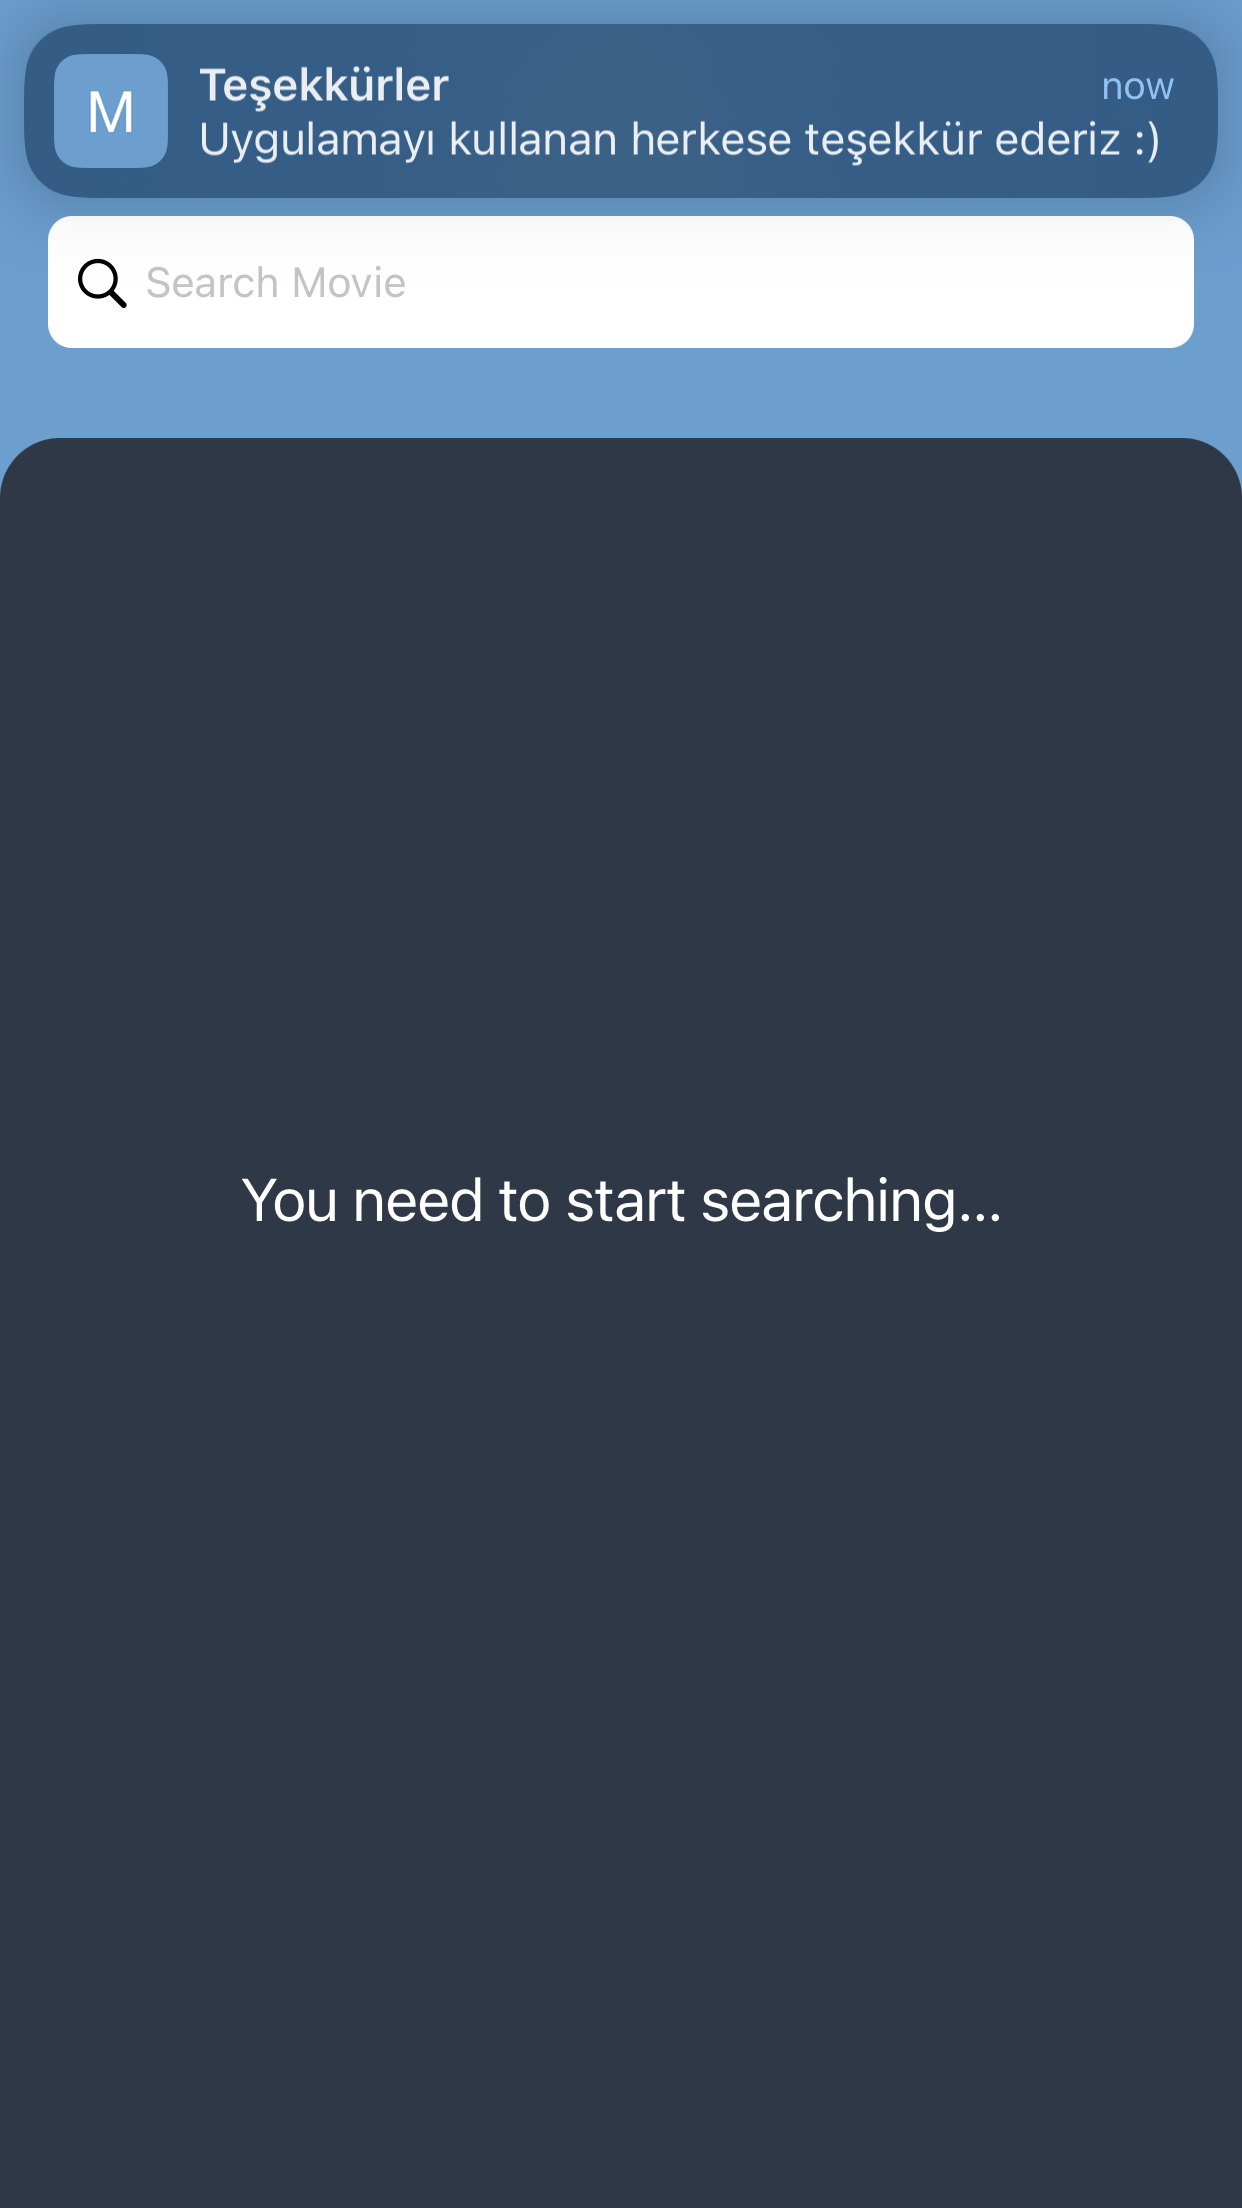 M
Teşekkürler
now
Uygulamayı kullanan herkese teşekkür ederiz :)
Search Movie
You need to start searching...